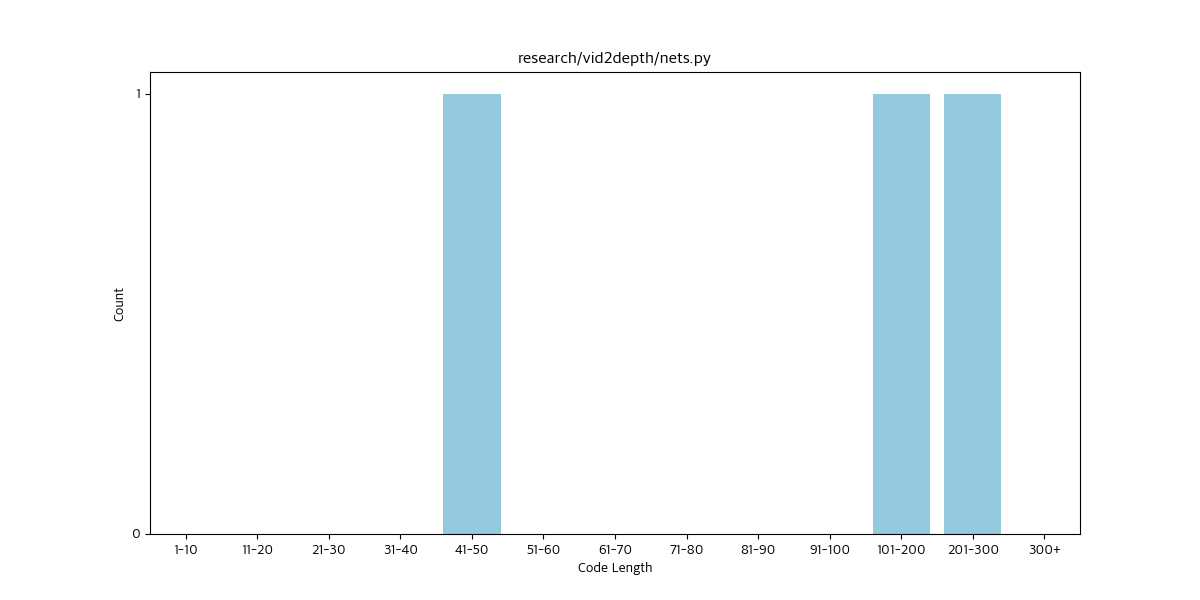 research/vid2depth/nets.py
1
Count
0
1-10 11-20 21-30 31-40 41-50 51-60 61-70 71-80 81-90 91-100 101-200 201-300 300+
Code Length